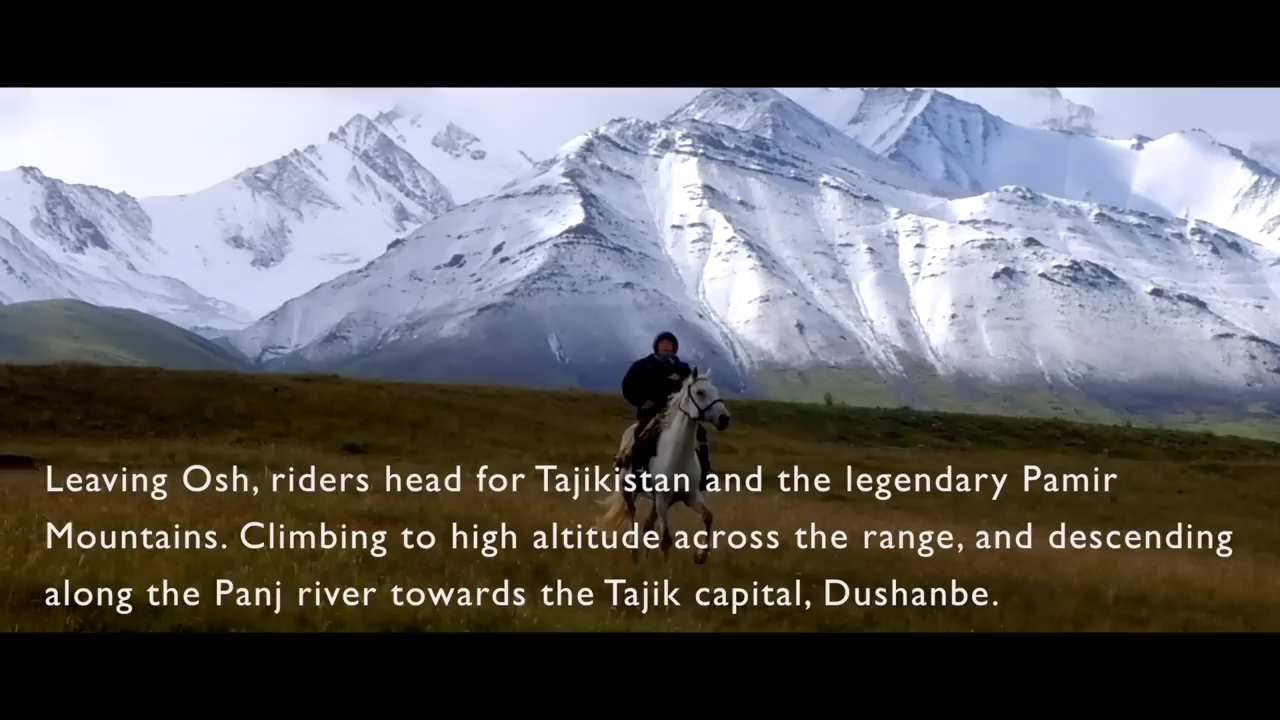 Leaving Osh, riders head for Tajikistan and the legendary Pamir
Mountains. Climbing to high altitude across the range, and descending
along the Panj river towards the Tajik capital, Dushanbe.